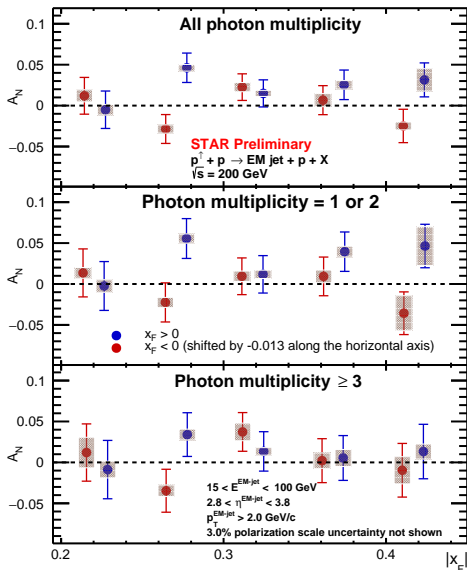 All photon multiplicity
0.1
0.05
0
−0.05
A_N
STAR Preliminary
p↑ + p → EM jet + p + X
√s = 200 GeV
Photon multiplicity = 1 or 2
0.1
0.05
0
−0.05
A_N
x_F > 0
x_F < 0 (shifted by -0.013 along the horizontal axis)
Photon multiplicity ≥ 3
0.1
0.05
0
−0.05
A_N
15 < E^EM-jet < 100 GeV
2.8 < η^EM-jet < 3.8
p_T^EM-jet > 2.0 GeV/c
3.0% polarization scale uncertainty not shown
0.2 0.3 0.4
|x_F|